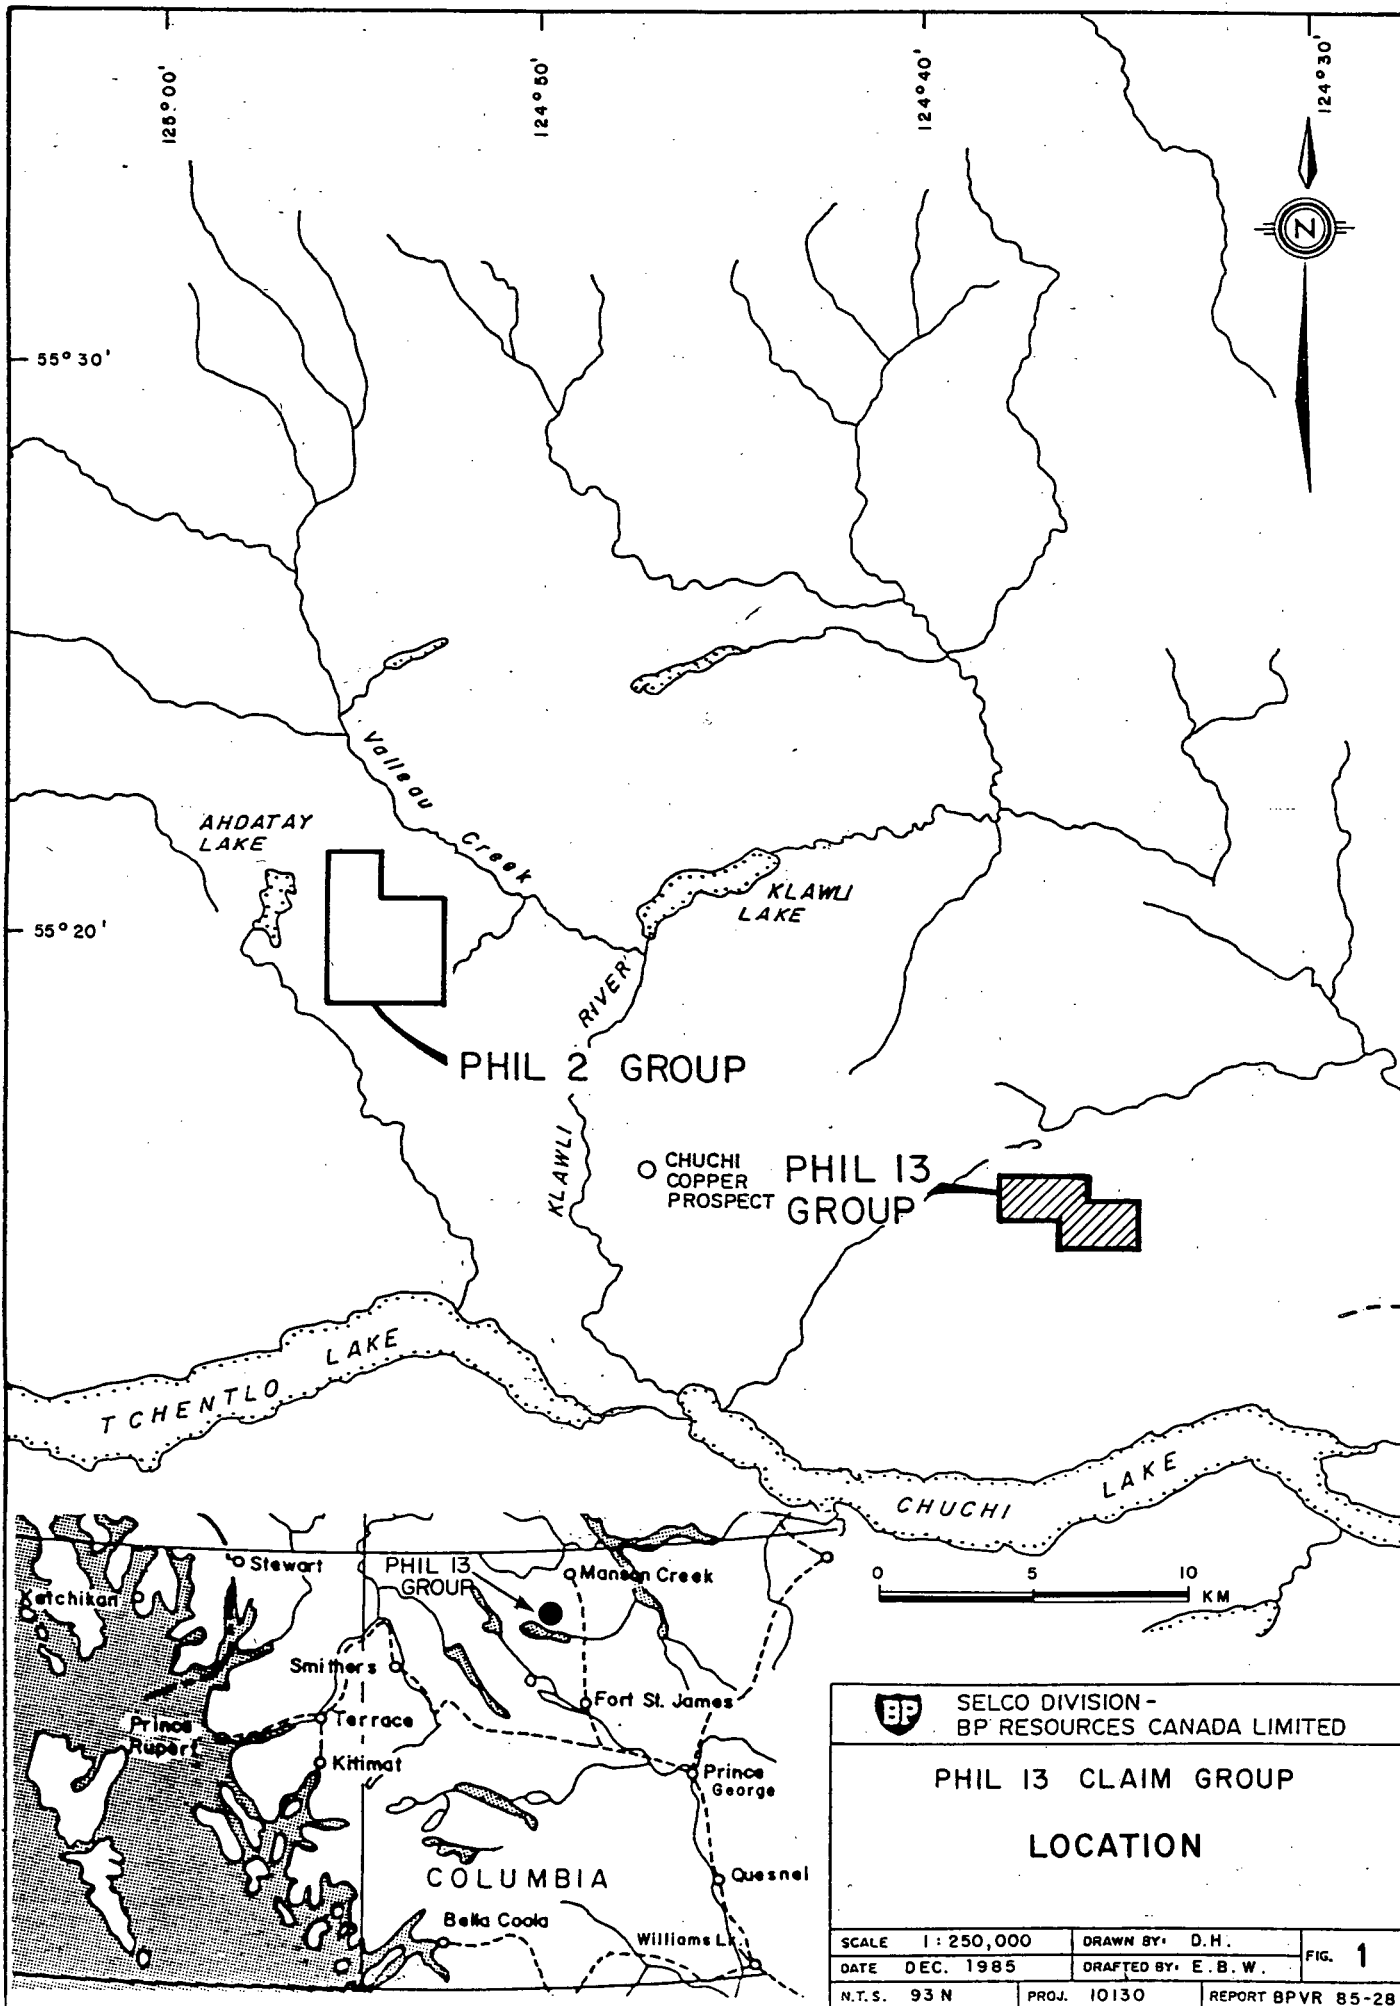 125°00'
124°50'
124°40'
124°30'
N
55°30'
Valleau Creek
AHDATAY
LAKE
KLAWLI
LAKE
55°20'
RIVER
PHIL 2 GROUP
KLAWLI
CHUCHI
COPPER
PROSPECT
PHIL 13
GROUP
TCHENTLO LAKE
CHUCHI LAKE
0 5 10
KM
Stewart
PHIL 13
GROUP
Manson Creek
Ketchikan
Smithers
Fort St. James
Prince
Rupert
Terrace
Kitimat
Prince
George
COLUMBIA
Quesnel
Bella Coola
Williams L.
BP
SELCO DIVISION -
BP RESOURCES CANADA LIMITED
PHIL 13 CLAIM GROUP
LOCATION
SCALE 1:250,000 DRAWN BY: D.H.
DATE DEC. 1985 DRAFTED BY: E.B.W.
FIG. 1
N.T.S. 93 N PROJ. 10130 REPORT BPVR 85-28